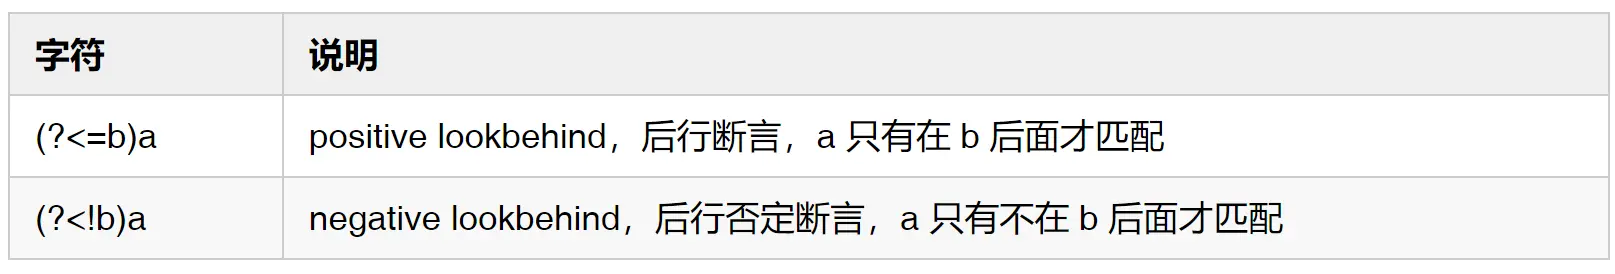 字符 说明
(?<=b)a positive lookbehind，后行断言，a 只有在 b 后面才匹配
(?<!b)a negative lookbehind，后行否定断言，a 只有不在 b 后面才匹配